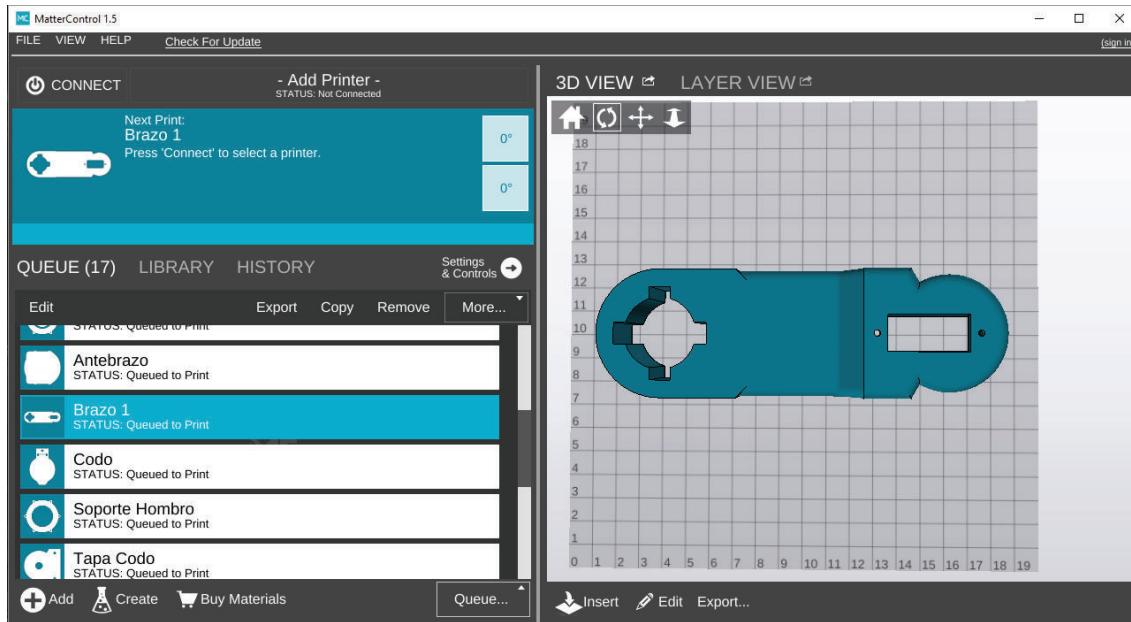 MC MatterControl 1.5
FILE VIEW HELP Check For Update (sign in
CONNECT
- Add Printer -
STATUS: Not Connected
Next Print:
Brazo 1
Press 'Connect' to select a printer.
0°
0°
QUEUE (17) LIBRARY HISTORY
Settings
& Controls
Edit Export Copy Remove More...
STATUS: Queued to Print
Antebrazo
STATUS: Queued to Print
Brazo 1
STATUS: Queued to Print
Codo
STATUS: Queued to Print
Soporte Hombro
STATUS: Queued to Print
Tapa Codo
STATUS: Queued to Print
Add Create Buy Materials Queue...
3D VIEW LAYER VIEW
18
17
16
15
14
13
12
11
10
9
8
7
6
5
4
3
2
1
0 1 2 3 4 5 6 7 8 9 10 11 12 13 14 15 16 17 18 19
Insert Edit Export...